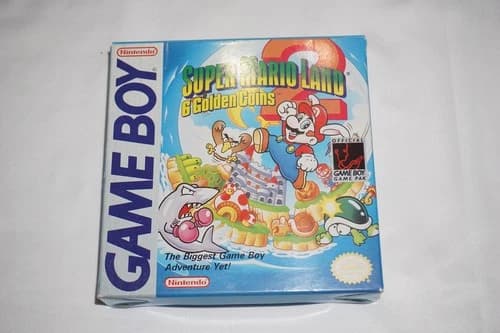 Nintendo
GAME BOY
SUPER MARIO LAND
2
6 Golden Coins
OFFICIAL
GAME BOY
GAME PAK
The Biggest Game Boy
Adventure Yet!
Nintendo